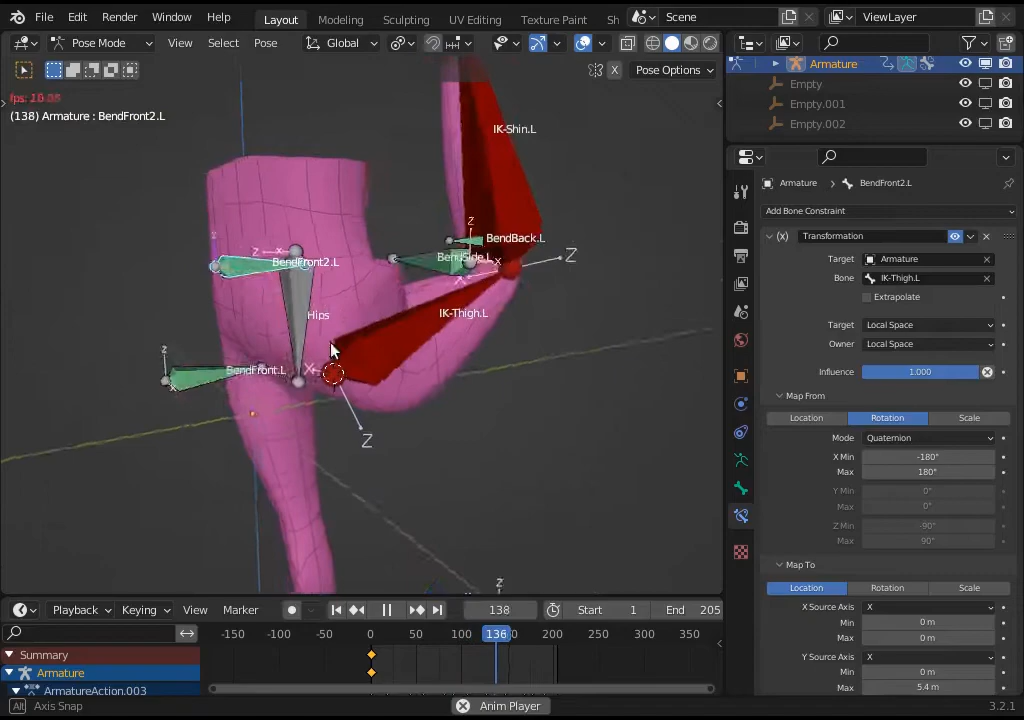 File Edit Render Window Help Layout Modeling Sculpting UV Editing Texture Paint Sh Scene ViewLayer
Pose Mode View Select Pose Global
X Pose Options
(138) Armature : BendFront2.L
IK-Shin.L
Z
BendBack.L
BendSide.L
X
Z
Z X
BendFront2.L
Hips
IK-Thigh.L
Z
X
BendFront.L
X
Z
Z
Armature
Empty
Empty.001
Empty.002
Armature BendFront2.L
Add Bone Constraint
(x) Transformation
Target Armature
Bone IK-Thigh.L
Extrapolate
Target Local Space
Owner Local Space
Influence 1.000
Map From
Location Rotation Scale
Mode Quaternion
X Min -180°
Max 180°
Y Min 0°
Max 0°
Z Min -90°
Max 90°
Map To
Location Rotation Scale
X Source Axis X
Min 0 m
Max 0 m
Y Source Axis X
Min 0 m
Max 5.4 m
Playback Keying View Marker 138 Start 1 End 205
-150 -100 -50 0 50 100 136 200 250 300 350
Summary
Armature
ArmatureAction.003
Alt Axis Snap Anim Player 3.2.1